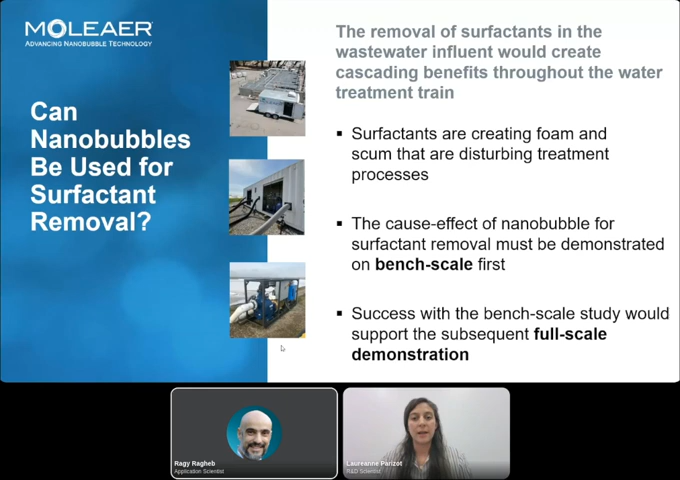 MOLEAER
ADVANCING NANOBUBBLE TECHNOLOGY
Can
Nanobubbles
Be Used for
Surfactant
Removal?
The removal of surfactants in the
wastewater influent would create
cascading benefits throughout the water
treatment train
▪ Surfactants are creating foam and
scum that are disturbing treatment
processes
▪ The cause-effect of nanobubble for
surfactant removal must be demonstrated
on bench-scale first
▪ Success with the bench-scale study would
support the subsequent full-scale
demonstration
Ragy Ragheb
Application Scientist
Laureanne Parizot
R&D Scientist